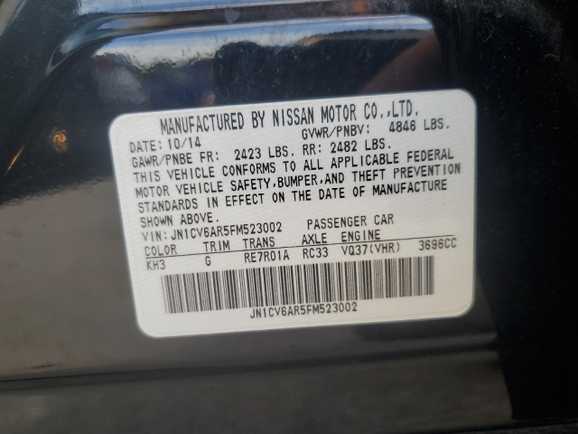 MANUFACTURED BY NISSAN MOTOR CO.,LTD.
DATE: 10/14 GVWR/PNBV: 4846 LBS.
GAWR/PNBE FR: 2423 LBS. RR: 2482 LBS.
THIS VEHICLE CONFORMS TO ALL APPLICABLE FEDERAL
MOTOR VEHICLE SAFETY,BUMPER,AND THEFT PREVENTION
STANDARDS IN EFFECT ON THE DATE OF MANUFACTURE
SHOWN ABOVE.
VIN: JN1CV6AR5FM523002 PASSENGER CAR
COLOR TRIM TRANS AXLE ENGINE
KH3 G RE7R01A RC33 VQ37(VHR) 3696CC
JN1CV6AR5FM523002